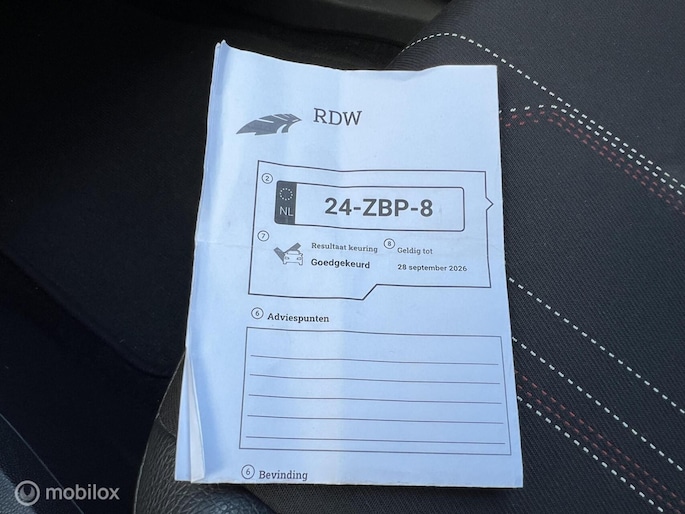 RDW
2
NL 24-ZBP-8
7 Resultaat keuring 8 Geldig tot
Goedgekeurd 28 september 2026
6 Adviespunten
6 Bevinding
mobilox